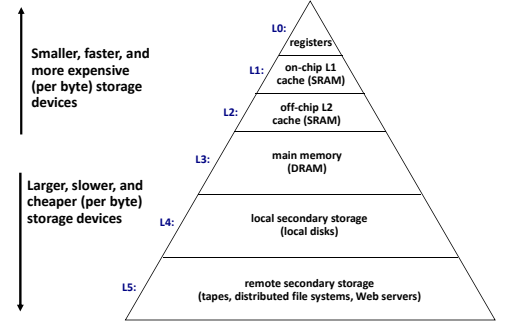 L0:
registers
Smaller, faster, and
more expensive
(per byte) storage
devices
L1:
on-chip L1
cache (SRAM)
L2:
off-chip L2
cache (SRAM)
L3:
main memory
(DRAM)
Larger, slower, and
cheaper (per byte)
storage devices
L4:
local secondary storage
(local disks)
L5:
remote secondary storage
(tapes, distributed file systems, Web servers)